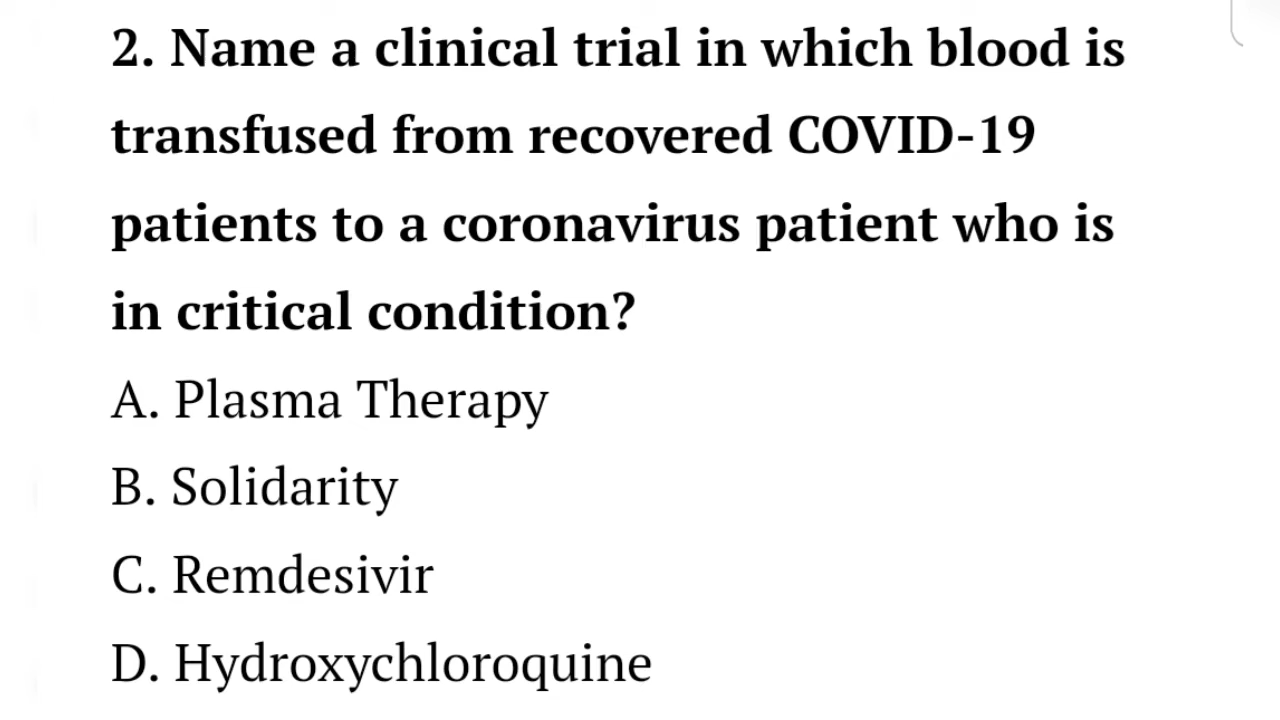 2. Name a clinical trial in which blood is
transfused from recovered COVID-19
patients to a coronavirus patient who is
in critical condition?
A. Plasma Therapy
B. Solidarity
C. Remdesivir
D. Hydroxychloroquine